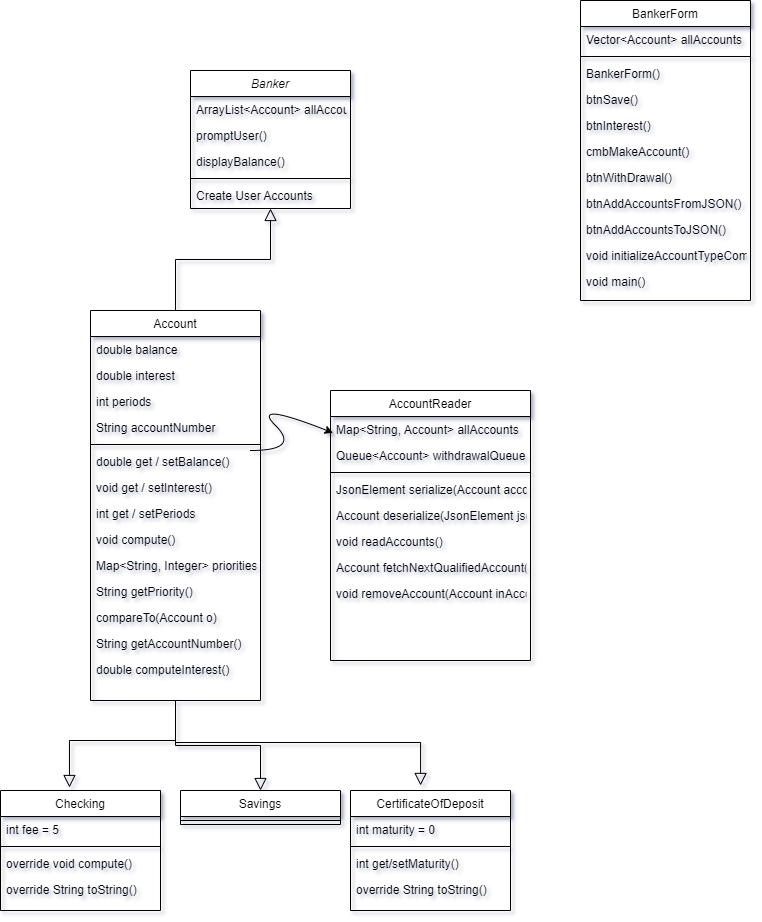 BankerForm
Vector<Account> allAccounts
BankerForm()
btnSave()
btnInterest()
cmbMakeAccount()
btnWithDrawal()
btnAddAccountsFromJSON()
btnAddAccountsToJSON()
void initializeAccountTypeCom
void main()
Banker
ArrayList<Account> allAccou
promptUser()
displayBalance()
Create User Accounts
Account
double balance
double interest
int periods
String accountNumber
double get / setBalance()
void get / setInterest()
int get / setPeriods
void compute()
Map<String, Integer> priorities
String getPriority()
compareTo(Account o)
String getAccountNumber()
double computeInterest()
AccountReader
Map<String, Account> allAccounts
Queue<Account> withdrawalQueue
JsonElement serialize(Account acco
Account deserialize(JsonElement js
void readAccounts()
Account fetchNextQualifiedAccount(
void removeAccount(Account inAcc
Checking
int fee = 5
override void compute()
override String toString()
Savings
CertificateOfDeposit
int maturity = 0
int get/setMaturity()
override String toString()